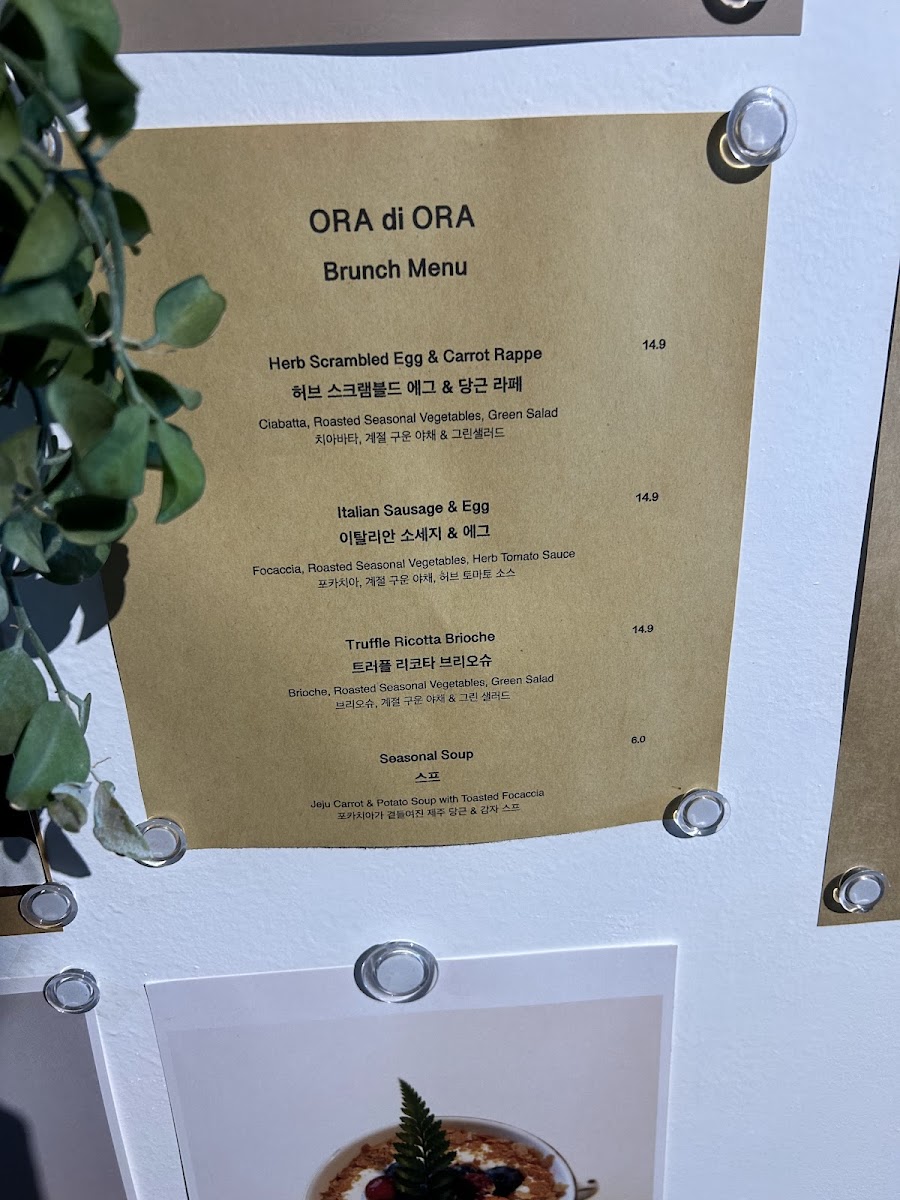 ORA di ORA
Brunch Menu
Herb Scrambled Egg & Carrot Rappe 14.9
허브 스크램블드 에그 & 당근 라페
Ciabatta, Roasted Seasonal Vegetables, Green Salad
치아바타, 계절 구운 야채 & 그린샐러드
Italian Sausage & Egg 14.9
이탈리안 소세지 & 에그
Focaccia, Roasted Seasonal Vegetables, Herb Tomato Sauce
포카치아, 계절 구운 야채, 허브 토마토 소스
Truffle Ricotta Brioche 14.9
트러플 리코타 브리오슈
Brioche, Roasted Seasonal Vegetables, Green Salad
브리오슈, 계절 구운 야채 & 그린 샐러드
Seasonal Soup 6.0
스프
Jeju Carrot & Potato Soup with Toasted Focaccia
포카치아가 곁들여진 제주 당근 & 감자 스프